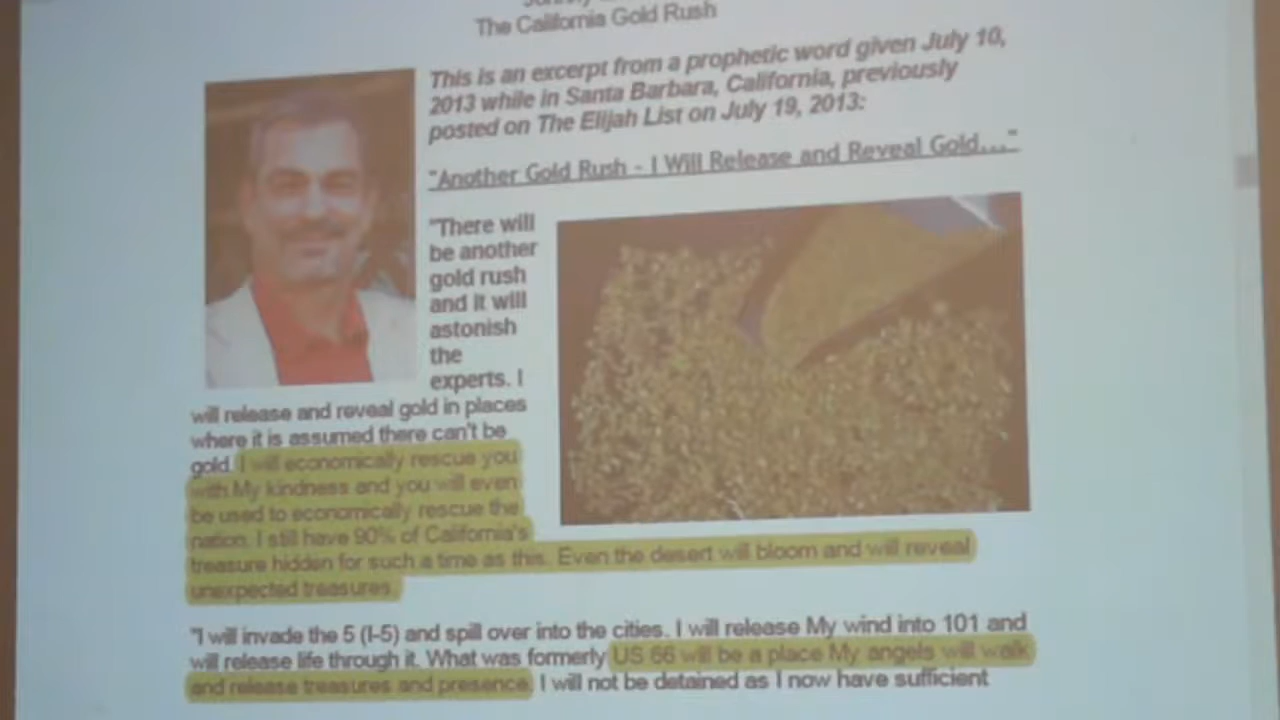 The California Gold Rush
This is an excerpt from a prophetic word given July 10,
2013 while in Santa Barbara, California, previously
posted on The Elijah List on July 19, 2013:
"Another Gold Rush - I Will Release and Reveal Gold..."
"There will
be another
gold rush
and it will
astonish
the
experts. I
will release and reveal gold in places
where it is assumed there can't be
gold. I will economically rescue you
with My kindness and you will even
be used to economically rescue the
nation. I still have 90% of California's
treasure hidden for such a time as this. Even the desert will bloom and will reveal
unexpected treasures.
"I will invade the 5 (I-5) and spill over into the cities. I will release My wind into 101 and
will release life through it. What was formerly US 66 will be a place My angels will walk
and release treasures and presence. I will not be detained as I now have sufficient